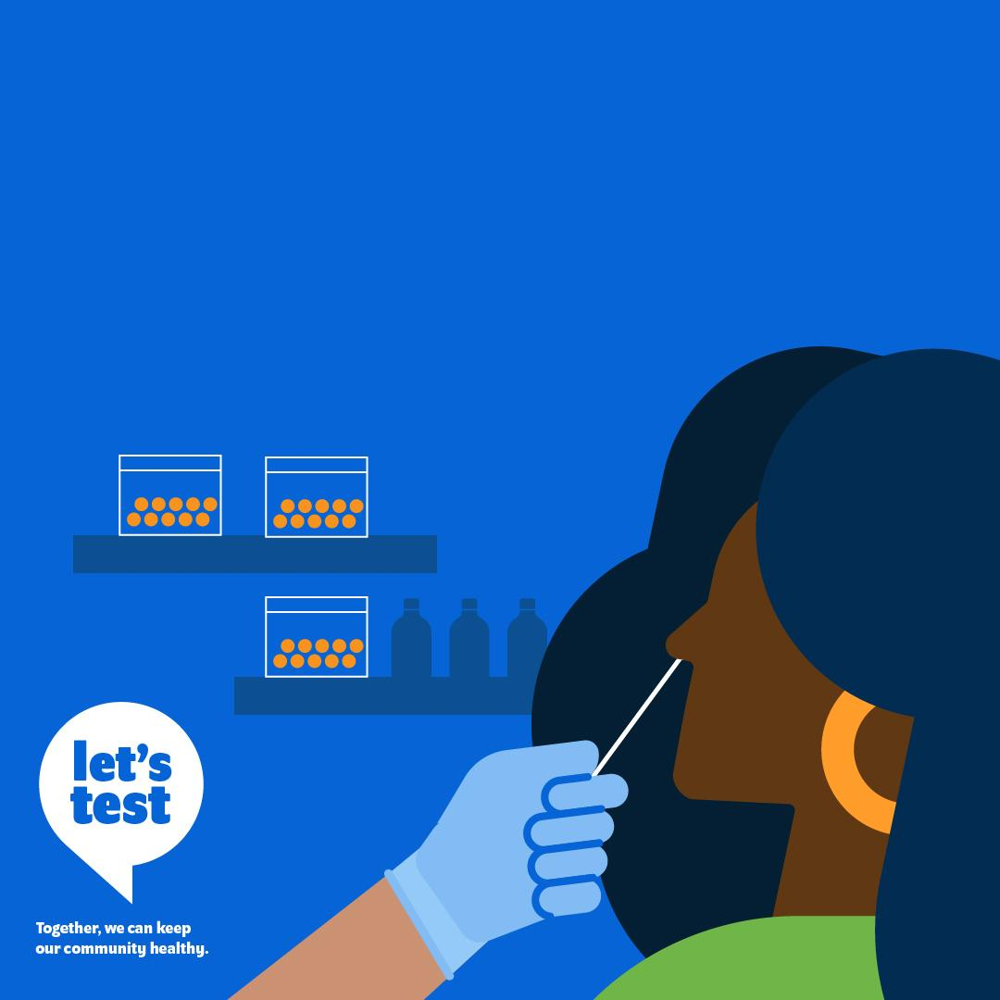 let's
test
Together, we can keep
our community healthy.